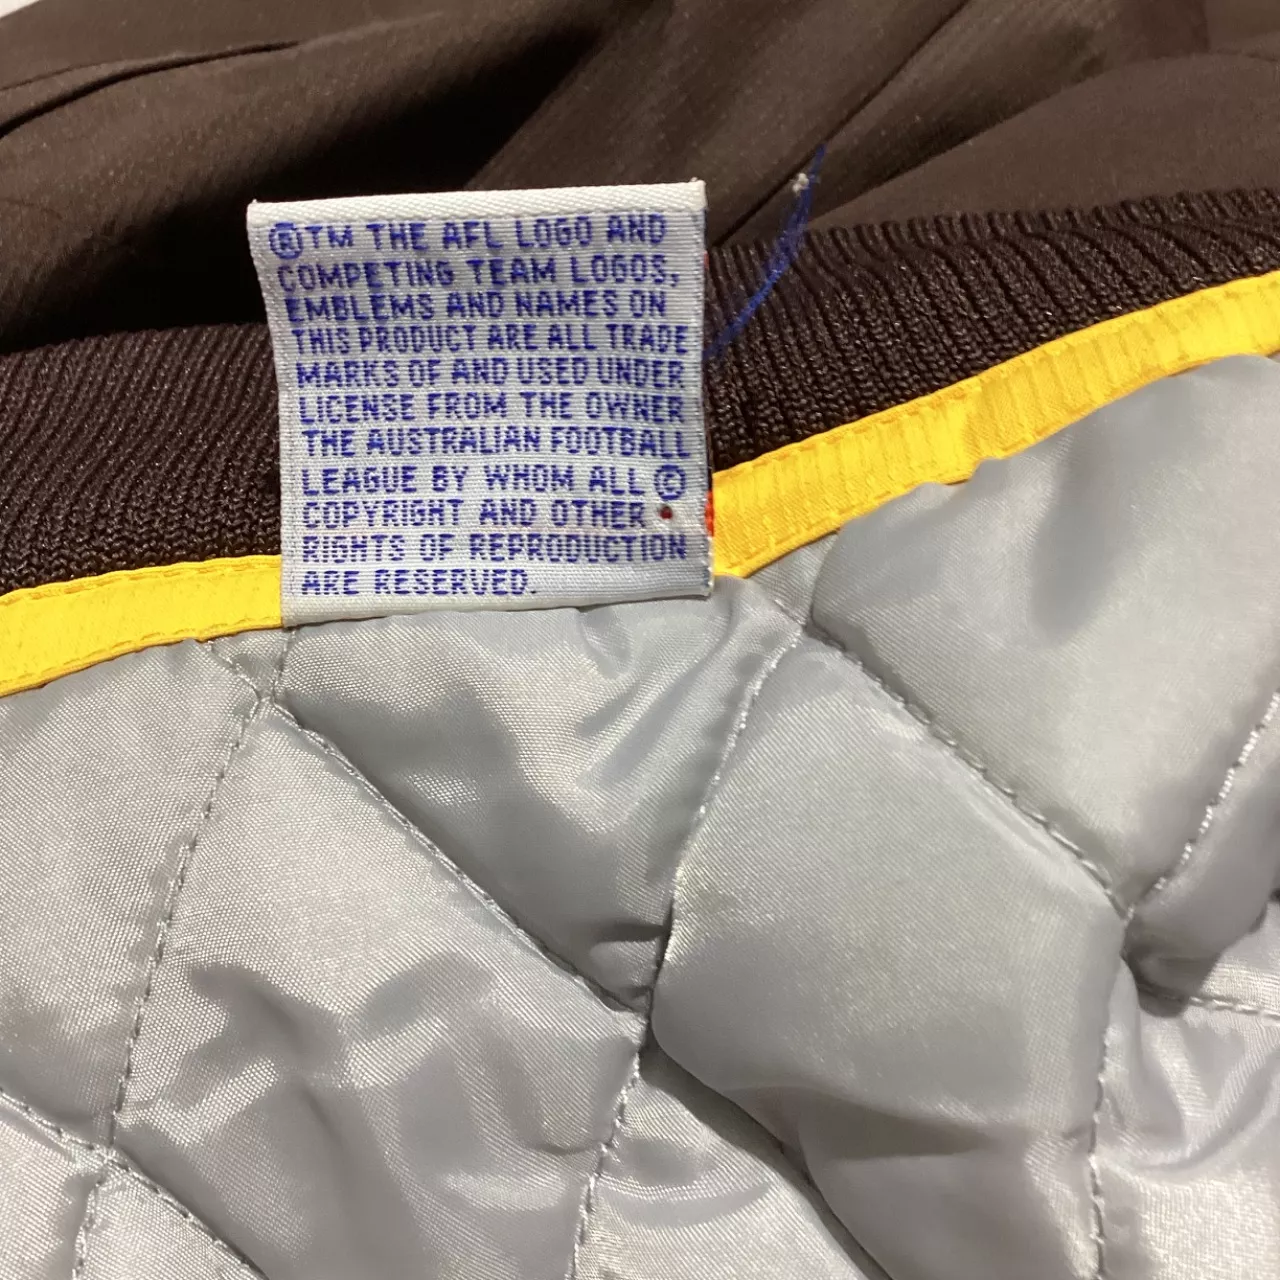 ®TM THE AFL LOGO AND
COMPETING TEAM LOGOS,
EMBLEMS AND NAMES ON
THIS PRODUCT ARE ALL TRADE
MARKS OF AND USED UNDER
LICENSE FROM THE OWNER
THE AUSTRALIAN FOOTBALL
LEAGUE BY WHOM ALL ©
COPYRIGHT AND OTHER
RIGHTS OF REPRODUCTION
ARE RESERVED.